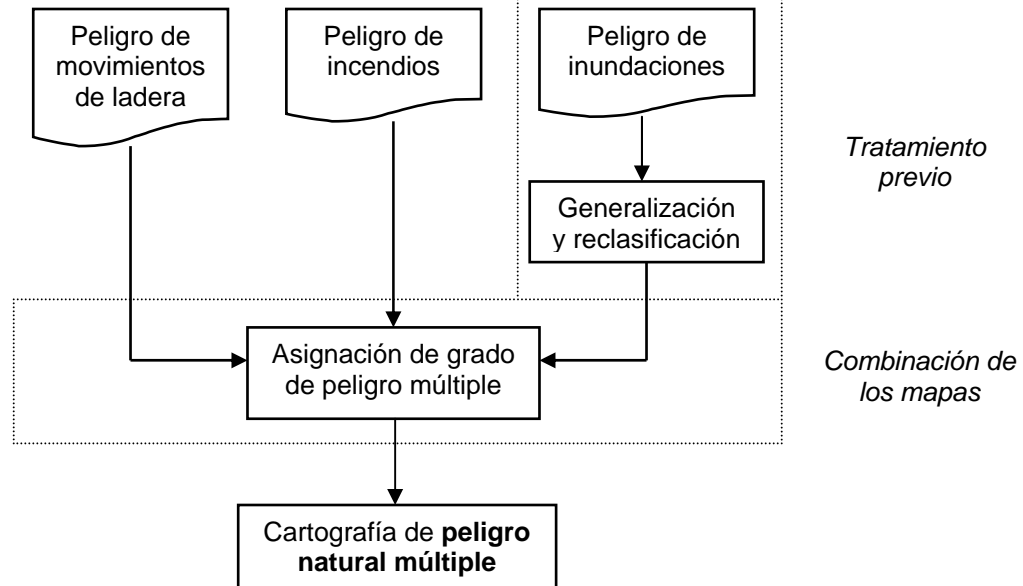 Peligro de
movimientos
de ladera
Peligro de
incendios
Peligro de
inundaciones
Tratamiento
previo
Generalización
y reclasificación
Asignación de grado
de peligro múltiple
Combinación de
los mapas
Cartografía de peligro
natural múltiple